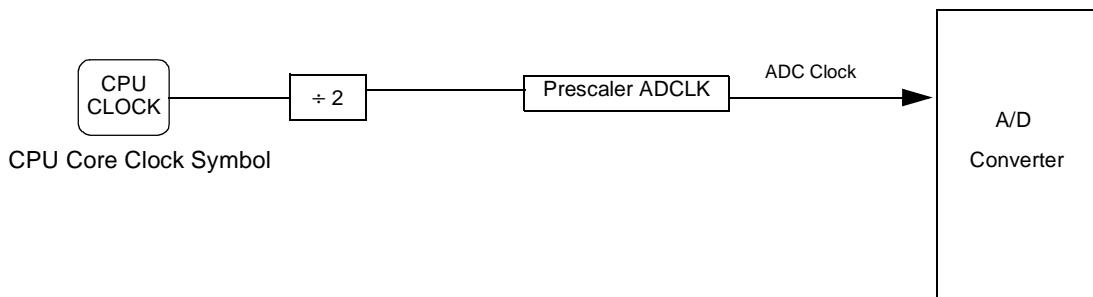 CPU
CLOCK
÷ 2
Prescaler ADCLK
ADC Clock
A/D
Converter
CPU Core Clock Symbol